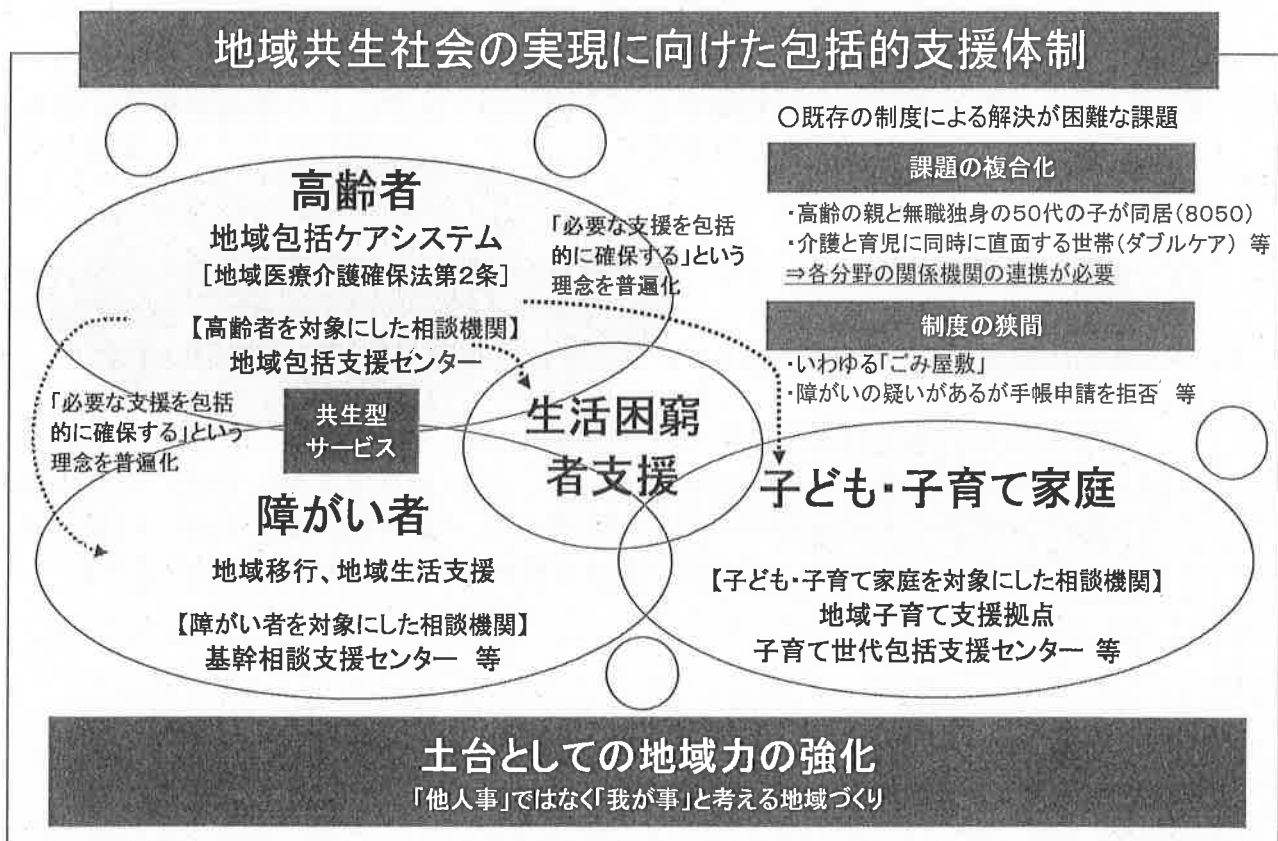 地域共生社会の実現に向けた包括的支援体制
高齢者
地域包括ケアシステム
[地域医療介護確保法第2条]
【高齢者を対象にした相談機関】
地域包括支援センター
「必要な支援を包括
的に確保する」という
理念を普遍化
〇既存の制度による解決が困難な課題
課題の複合化
・高齢の親と無職独身の50代の子が同居(8050)
・介護と育児に同時に直面する世帯(ダブルケア) 等
⇒各分野の関係機関の連携が必要
制度の狭間
・いわゆる「ごみ屋敷」
・障がいの疑いがあるが手帳申請を拒否 等
「必要な支援を包括
的に確保する」という
理念を普遍化
共生型
サービス
生活困窮
者支援
障がい者
地域移行、地域生活支援
【障がい者を対象にした相談機関】
基幹相談支援センター 等
子ども・子育て家庭
【子ども・子育て家庭を対象にした相談機関】
地域子育て支援拠点
子育て世代包括支援センター 等
土台としての地域力の強化
「他人事」ではなく「我が事」と考える地域づくり